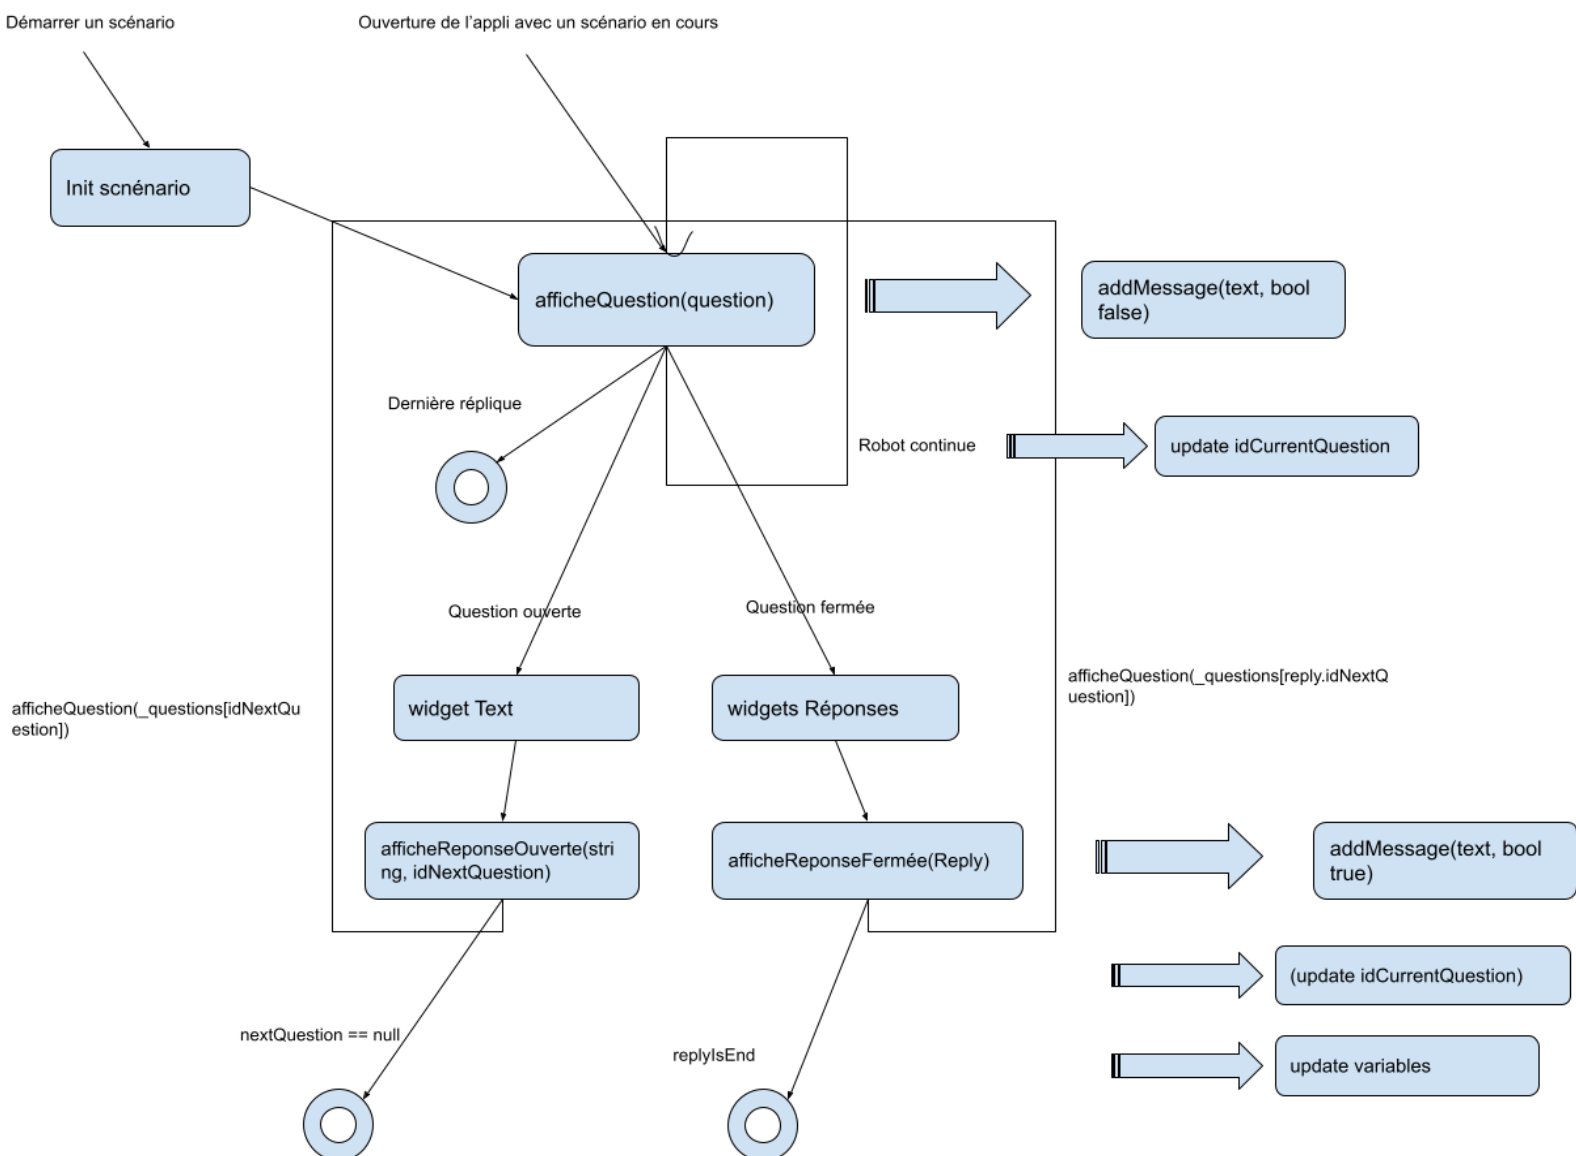 Démarrer un scénario
Ouverture de l'appli avec un scénario en cours
Init scnénario
afficheQuestion(question)
addMessage(text, bool
false)
Dernière réplique
Robot continue
update idCurrentQuestion
Question ouverte
Question fermée
afficheQuestion(_questions[idNextQu
estion])
widget Text
widgets Réponses
afficheQuestion(_questions[reply.idNextQ
uestion])
afficheReponseOuverte(stri
ng, idNextQuestion)
afficheReponseFermée(Reply)
addMessage(text, bool
true)
(update idCurrentQuestion)
nextQuestion == null
replyIsEnd
update variables